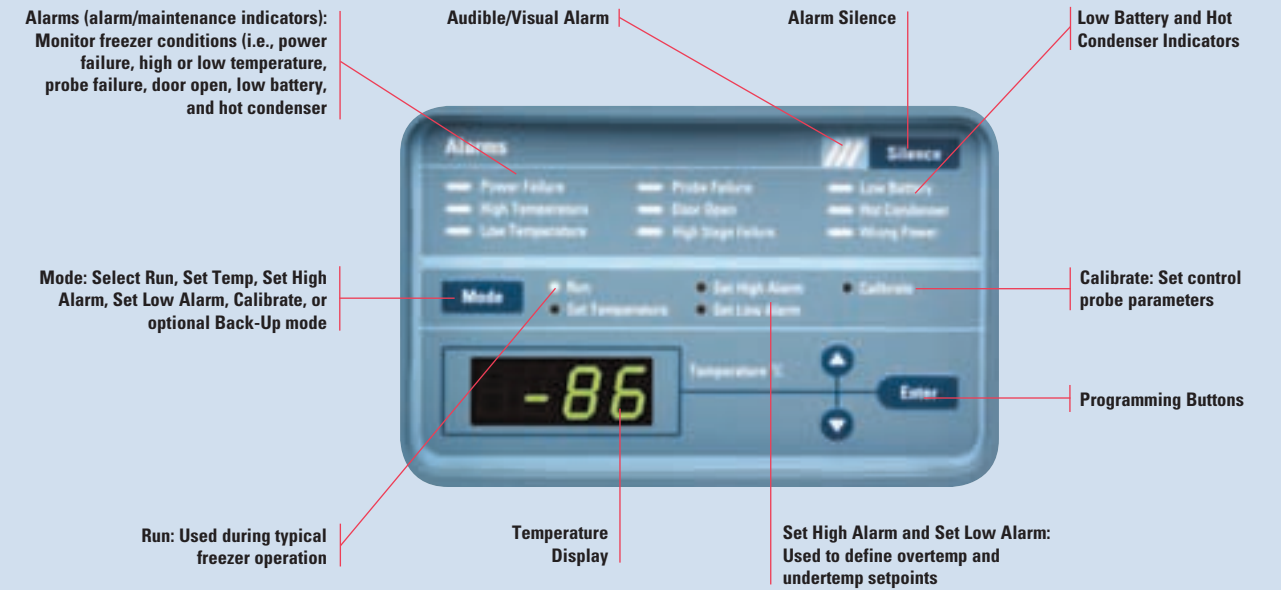 Alarms (alarm/maintenance indicators):
Monitor freezer conditions (i.e., power
failure, high or low temperature,
probe failure, door open, low battery,
and hot condenser
Audible/Visual Alarm
Alarm Silence
Low Battery and Hot
Condenser Indicators
Alarms
Silence
Power Failure
Probe Failure
Low Battery
High Temperature
Door Open
Hot Condenser
Low Temperature
High Stage Failure
Wrong Power
Mode: Select Run, Set Temp, Set High
Alarm, Set Low Alarm, Calibrate, or
optional Back-Up mode
Mode
Run
Set High Alarm
Calibrate
Set Temperature
Set Low Alarm
Calibrate: Set control
probe parameters
-86
Temperature °C
Enter
Programming Buttons
Run: Used during typical
freezer operation
Temperature
Display
Set High Alarm and Set Low Alarm:
Used to define overtemp and
undertemp setpoints